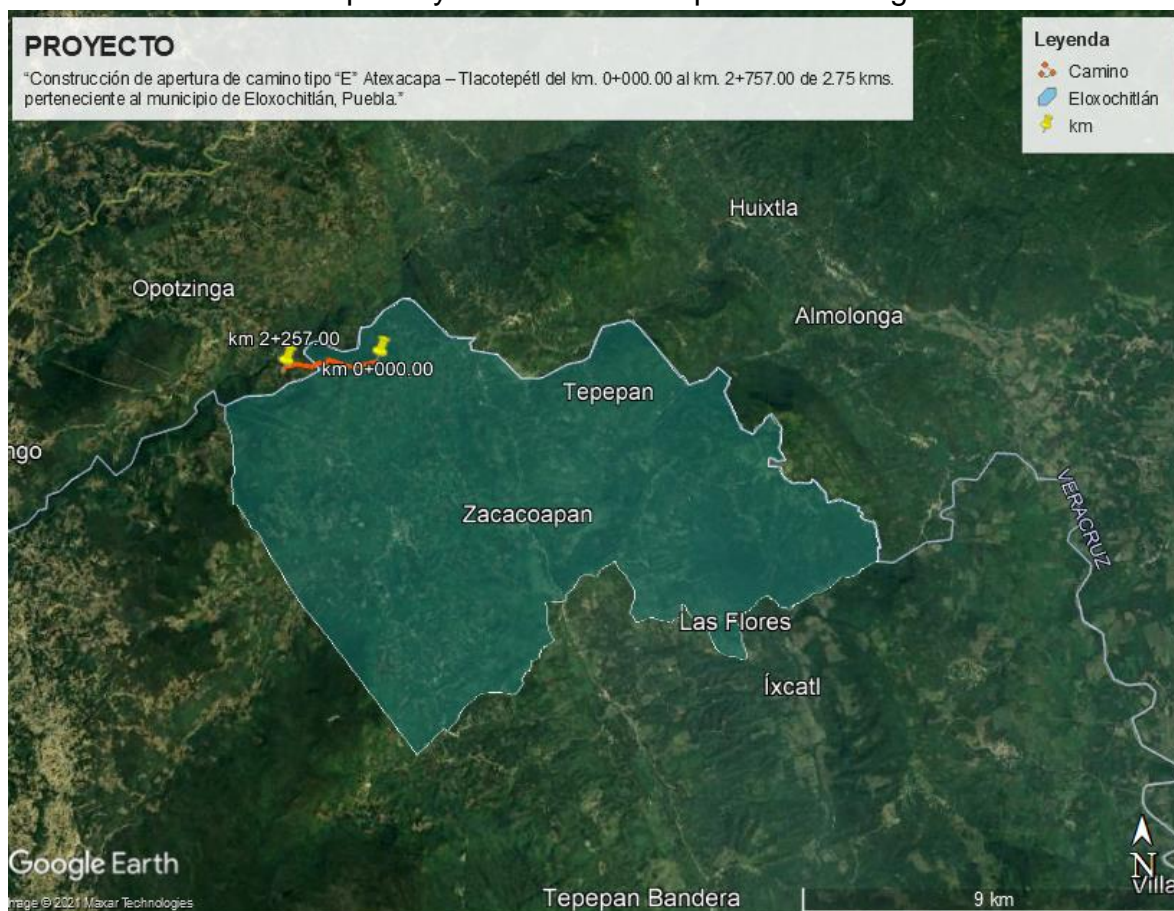 PROYECTO
“Construcción de apertura de camino tipo “E” Atexacapa – Tlacotepétl del km. 0+000.00 al km. 2+757.00 de 2.75 kms.
perteneciente al municipio de Eloxochitlán, Puebla.”
Leyenda
Camino
Eloxochitlán
km
Huixtla
Opotzinga
Almolonga
km 2+257.00
km 0+000.00
Tepepan
ngo
Zacacoapan
VERACRUZ
Las Flores
Íxcatl
Google Earth
N
Villa
Tepepan Bandera
9 km
mage © 2021 Maxar Technologies